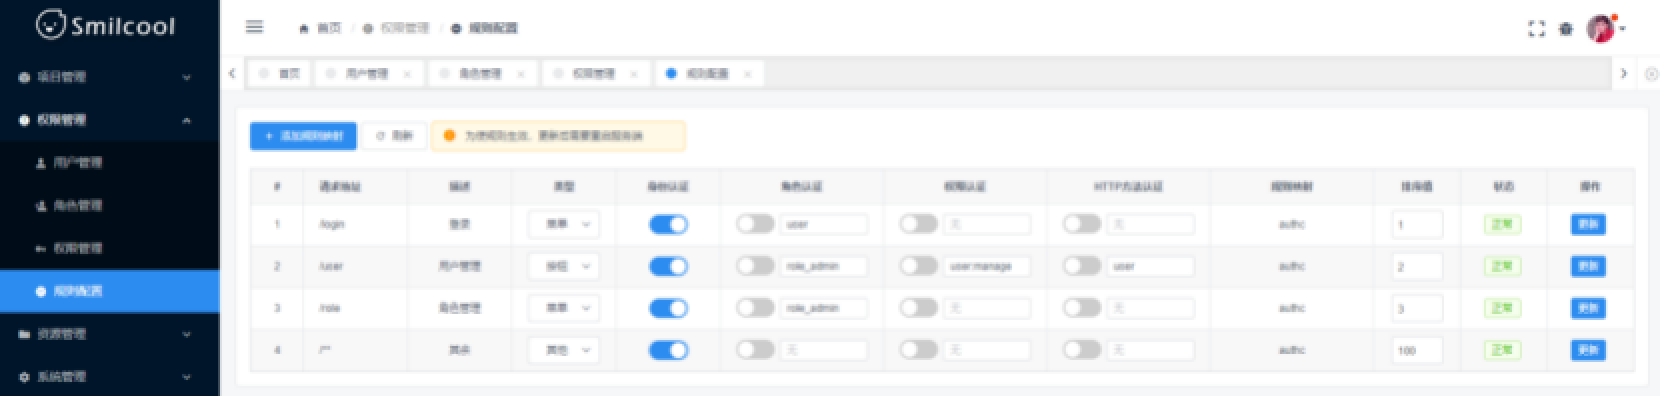 Smilcool
首页 / 权限管理 / 规则配置
项目管理
权限管理
用户管理
角色管理
权限管理
规则配置
资源管理
系统管理
首页 用户管理 角色管理 权限管理 规则配置
+ 添加规则映射 刷新 为使规则生效，更新后需要重启服务端
# 请求地址 描述 类型 身份认证 角色认证 权限认证 HTTP方法认证 规则映射 排序值 状态 操作
1 /login 登录 菜单 user 无 无 authc 1 正常 更新
2 /user 用户管理 按钮 role_admin user:manage user authc 2 正常 更新
3 /role 角色管理 菜单 role_admin 无 无 authc 3 正常 更新
4 /** 其余 其他 无 无 无 authc 100 正常 更新